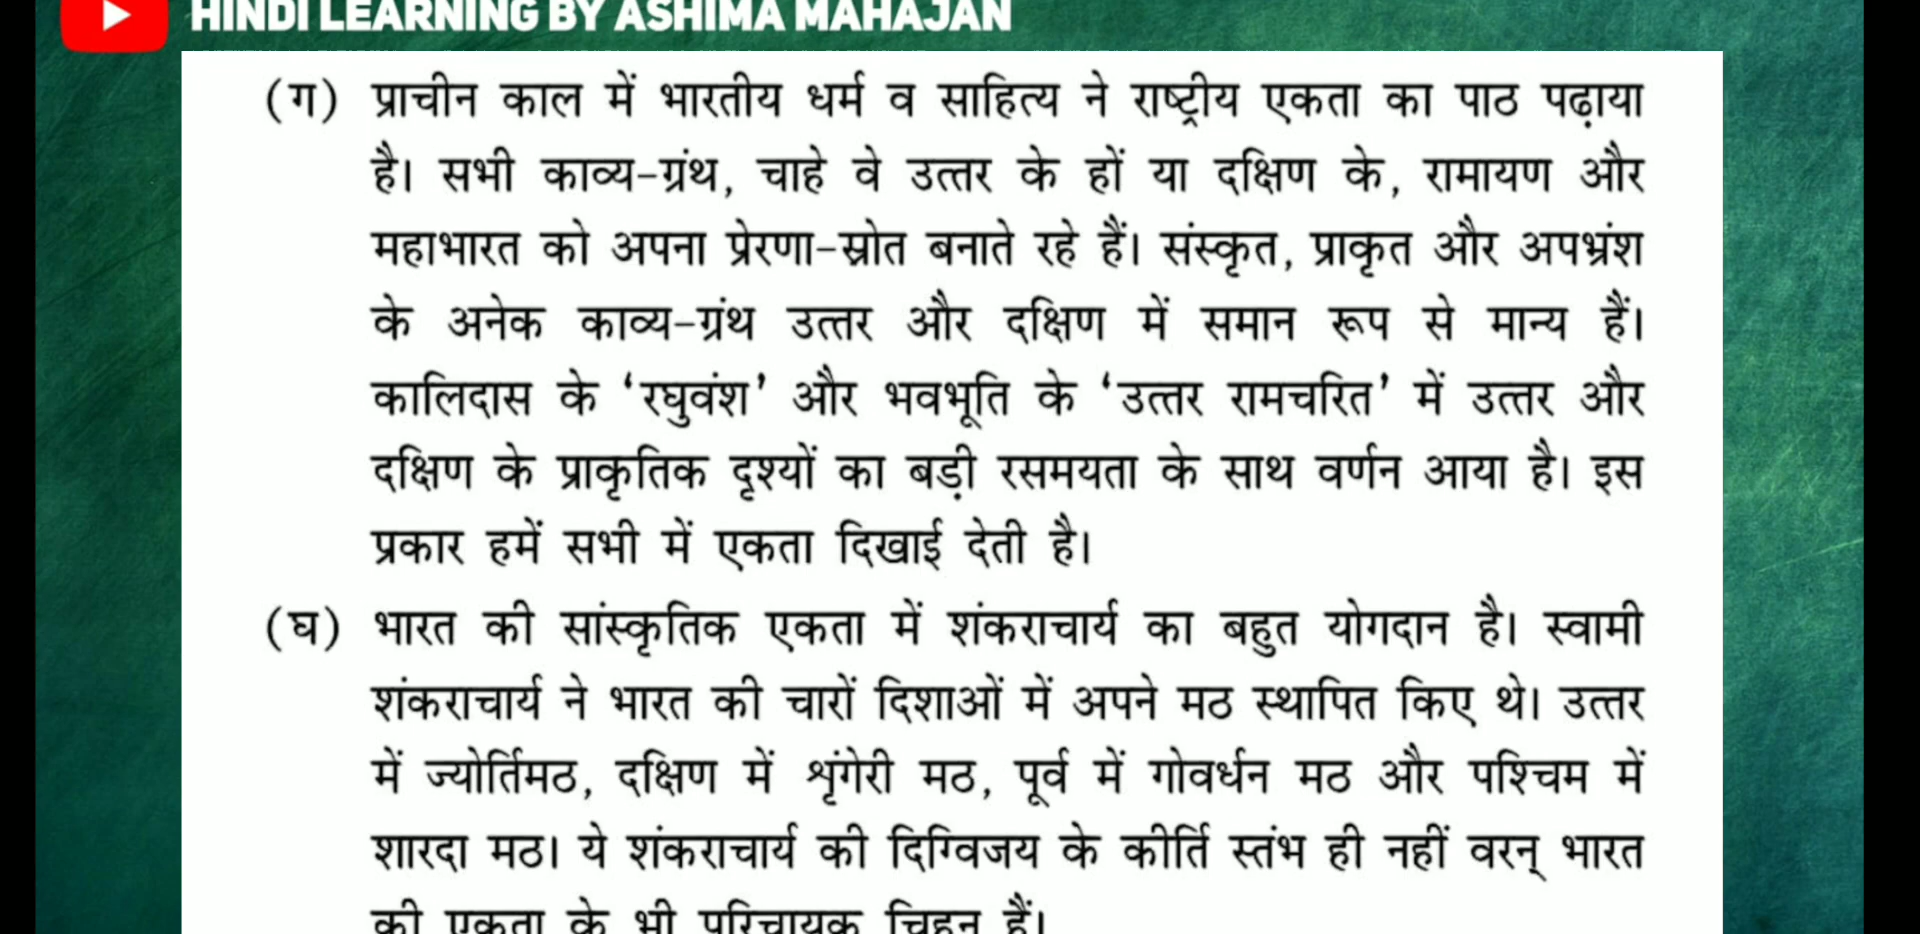 HINDI LEARNING BY ASHIMA MAHAJAN
(ग) प्राचीन काल में भारतीय धर्म व साहित्य ने राष्ट्रीय एकता का पाठ पढ़ाया
है। सभी काव्य-ग्रंथ, चाहे वे उत्तर के हों या दक्षिण के, रामायण और
महाभारत को अपना प्रेरणा-स्रोत बनाते रहे हैं। संस्कृत, प्राकृत और अपभ्रंश
के अनेक काव्य-ग्रंथ उत्तर और दक्षिण में समान रूप से मान्य हैं।
कालिदास के ‘रघुवंश’ और भवभूति के ‘उत्तर रामचरित’ में उत्तर और
दक्षिण के प्राकृतिक दृश्यों का बड़ी रसमयता के साथ वर्णन आया है। इस
प्रकार हमें सभी में एकता दिखाई देती है।
(घ) भारत की सांस्कृतिक एकता में शंकराचार्य का बहुत योगदान है। स्वामी
शंकराचार्य ने भारत की चारों दिशाओं में अपने मठ स्थापित किए थे। उत्तर
में ज्योर्तिमठ, दक्षिण में शृंगेरी मठ, पूर्व में गोवर्धन मठ और पश्चिम में
शारदा मठ। ये शंकराचार्य की दिग्विजय के कीर्ति स्तंभ ही नहीं वरन् भारत
की एकता के भी परिचायक चिहन हैं।